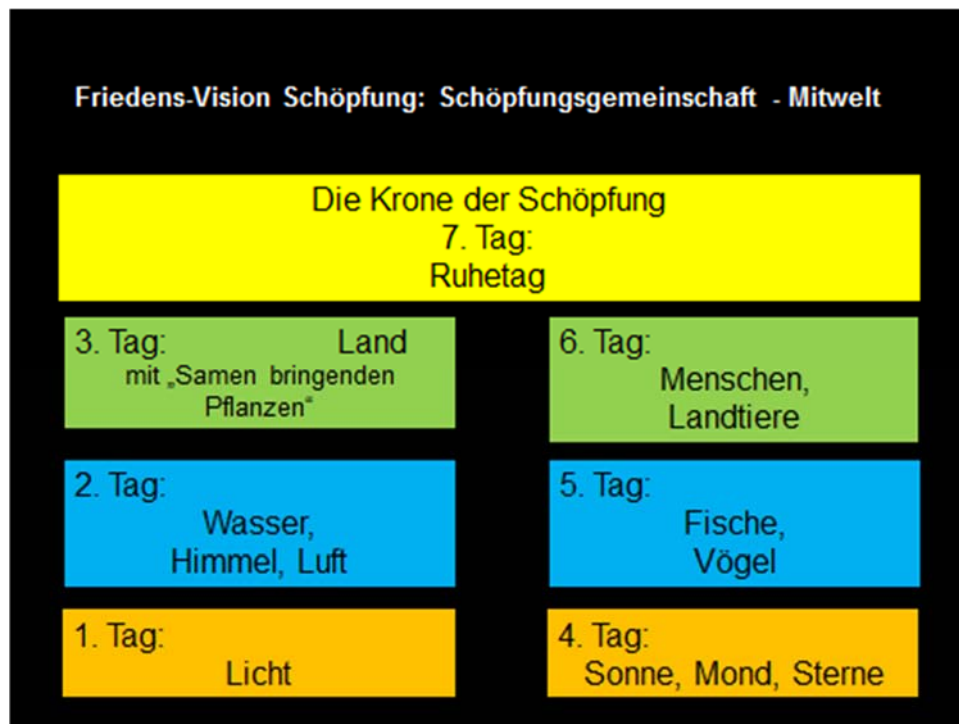 Friedens-Vision Schöpfung: Schöpfungsgemeinschaft - Mitwelt
Die Krone der Schöpfung
7. Tag:
Ruhetag
3. Tag: Land
mit „Samen bringenden
Pflanzen“
6. Tag:
Menschen,
Landtiere
2. Tag:
Wasser,
Himmel, Luft
5. Tag:
Fische,
Vögel
1. Tag:
Licht
4. Tag:
Sonne, Mond, Sterne